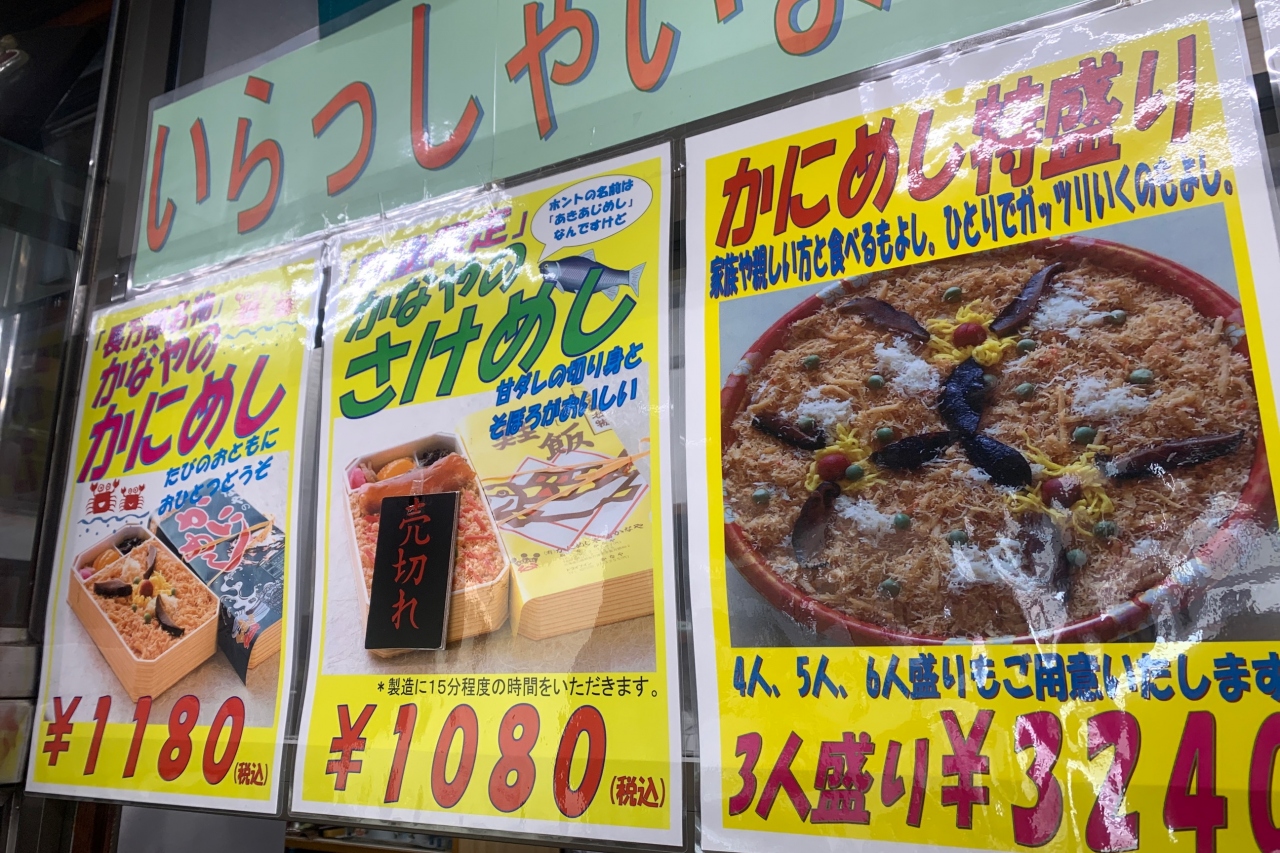 いらっしゃいま
「長万部名物」
かなやの
かにめし
たびのおともに
おひとつどうぞ
¥1180
(税込)
定」
かなやの
さけめし
ホントの名前は
「あきあじめし」
なんですけど
甘ダレの切り身と
そぼろがおいしい
飯
売切れ
*製造に15分程度の時間をいただきます。
¥1080
(税込)
かにめし特盛り
家族や親しい方と食べるもよし。ひとりでガッツリいくのもよし。
4人、5人、6人盛りもご用意いたします
3人盛り¥3240